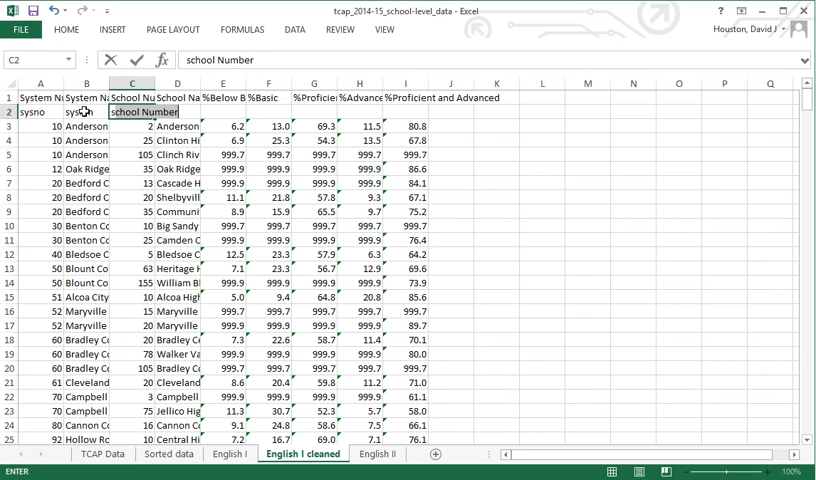 tcap_2014-15_school-level_data - Excel
? 
FILE HOME INSERT PAGE LAYOUT FORMULAS DATA REVIEW VIEW Houston, David J
C2 fx school Number
A B C D E F G H I J K L M N O P Q
1 System Nu System Na School Nu School Na %Below B %Basic %Proficie %Advance %Proficient and Advanced
2 sysno school Number
3 10 Anderson 2 Anderson 6.2 13.0 69.3 11.5 80.8
4 10 Anderson 25 Clinton Hi 6.9 25.3 54.3 13.5 67.8
5 10 Anderson 105 Clinch Riv 999.7 999.7 999.7 999.7 999.7
6 12 Oak Ridge 35 Oak Ridge 999.9 999.9 999.9 999.9 86.6
7 20 Bedford C 13 Cascade H 999.9 999.9 999.9 999.9 84.1
8 20 Bedford C 20 Shelbyvill 11.1 21.8 57.8 9.3 67.1
9 20 Bedford C 35 Communi 8.9 15.9 65.5 9.7 75.2
10 30 Benton Co 10 Big Sandy 999.7 999.7 999.7 999.7 999.7
11 30 Benton Co 25 Camden C 999.9 999.9 999.9 999.9 76.4
12 40 Bledsoe C 5 Bledsoe C 12.5 23.3 57.9 6.3 64.2
13 50 Blount Co 63 Heritage H 7.1 23.3 56.7 12.9 69.6
14 50 Blount Co 155 William Bl 999.9 999.9 999.9 999.9 73.9
15 51 Alcoa City 10 Alcoa High 5.0 9.4 64.8 20.8 85.6
16 52 Maryville 15 Maryville 999.7 999.7 999.7 999.7 999.7
17 52 Maryville 20 Maryville 999.9 999.9 999.9 999.9 89.7
18 60 Bradley Co 20 Bradley Ce 7.3 22.6 58.7 11.4 70.1
19 60 Bradley Co 78 Walker Va 999.9 999.9 999.9 999.9 80.0
20 60 Bradley Co 105 Bradley Co 999.7 999.7 999.7 999.7 999.7
21 61 Cleveland 20 Cleveland 8.6 20.4 59.8 11.2 71.0
22 70 Campbell 3 Campbell 999.9 999.9 999.9 999.9 61.1
23 70 Campbell 75 Jellico Hig 11.3 30.7 52.3 5.7 58.0
24 80 Cannon Co 16 Cannon Co 9.1 24.8 58.6 7.5 66.1
25 92 Hollow Ro 10 Central Hi 7.2 16.7 69.0 7.1 76.1
TCAP Data Sorted data English I English I cleaned English II
ENTER 100%